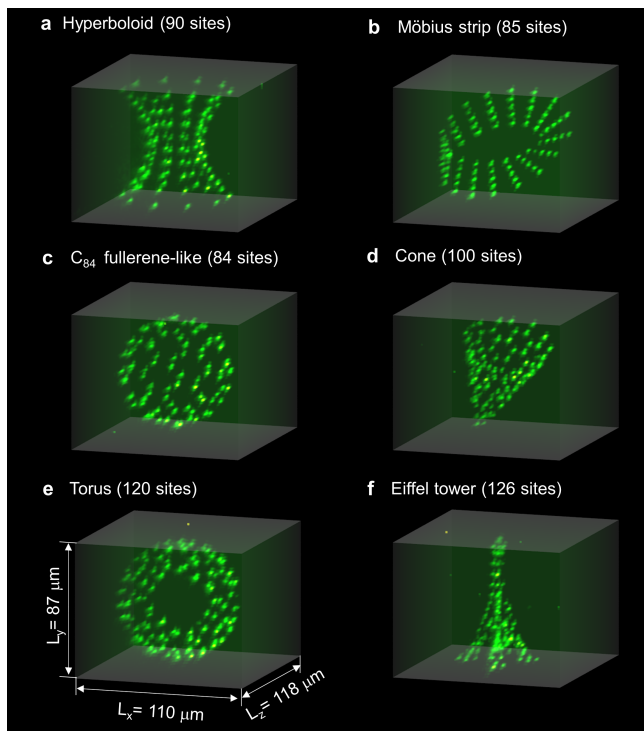 a Hyperboloid (90 sites)
b Möbius strip (85 sites)
c C₈₄ fullerene-like (84 sites)
d Cone (100 sites)
e Torus (120 sites)
f Eiffel tower (126 sites)
Ly= 87 μm
Lx= 110 μm
Lz= 118 μm